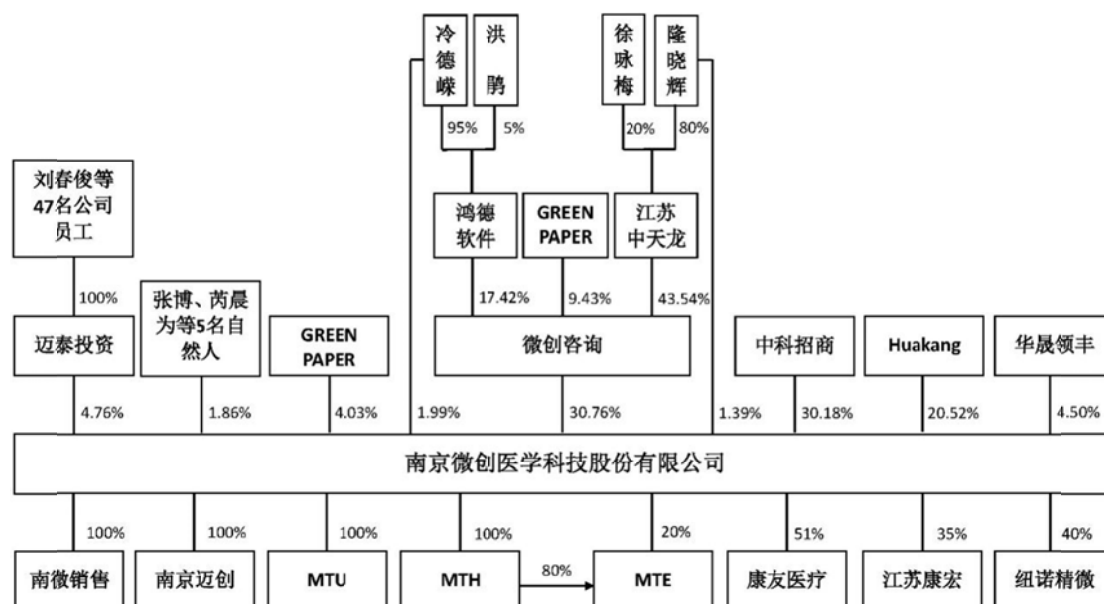 冷德嵘
洪鹃
徐咏梅
隆晓辉
95%
5%
20%
80%
刘春俊等
47名公司
员工
鸿德
软件
GREEN
PAPER
江苏
中天龙
100%
17.42%
9.43%
43.54%
张博、芮晨
为等5名自
然人
迈泰投资
GREEN
PAPER
微创咨询
中科招商
Huakang
华晟领丰
4.76%
1.86%
4.03%
1.99%
30.76%
1.39%
30.18%
20.52%
4.50%
南京微创医学科技股份有限公司
100%
100%
100%
100%
20%
51%
35%
40%
南微销售
南京迈创
MTU
MTH
80%
MTE
康友医疗
江苏康宏
纽诺精微